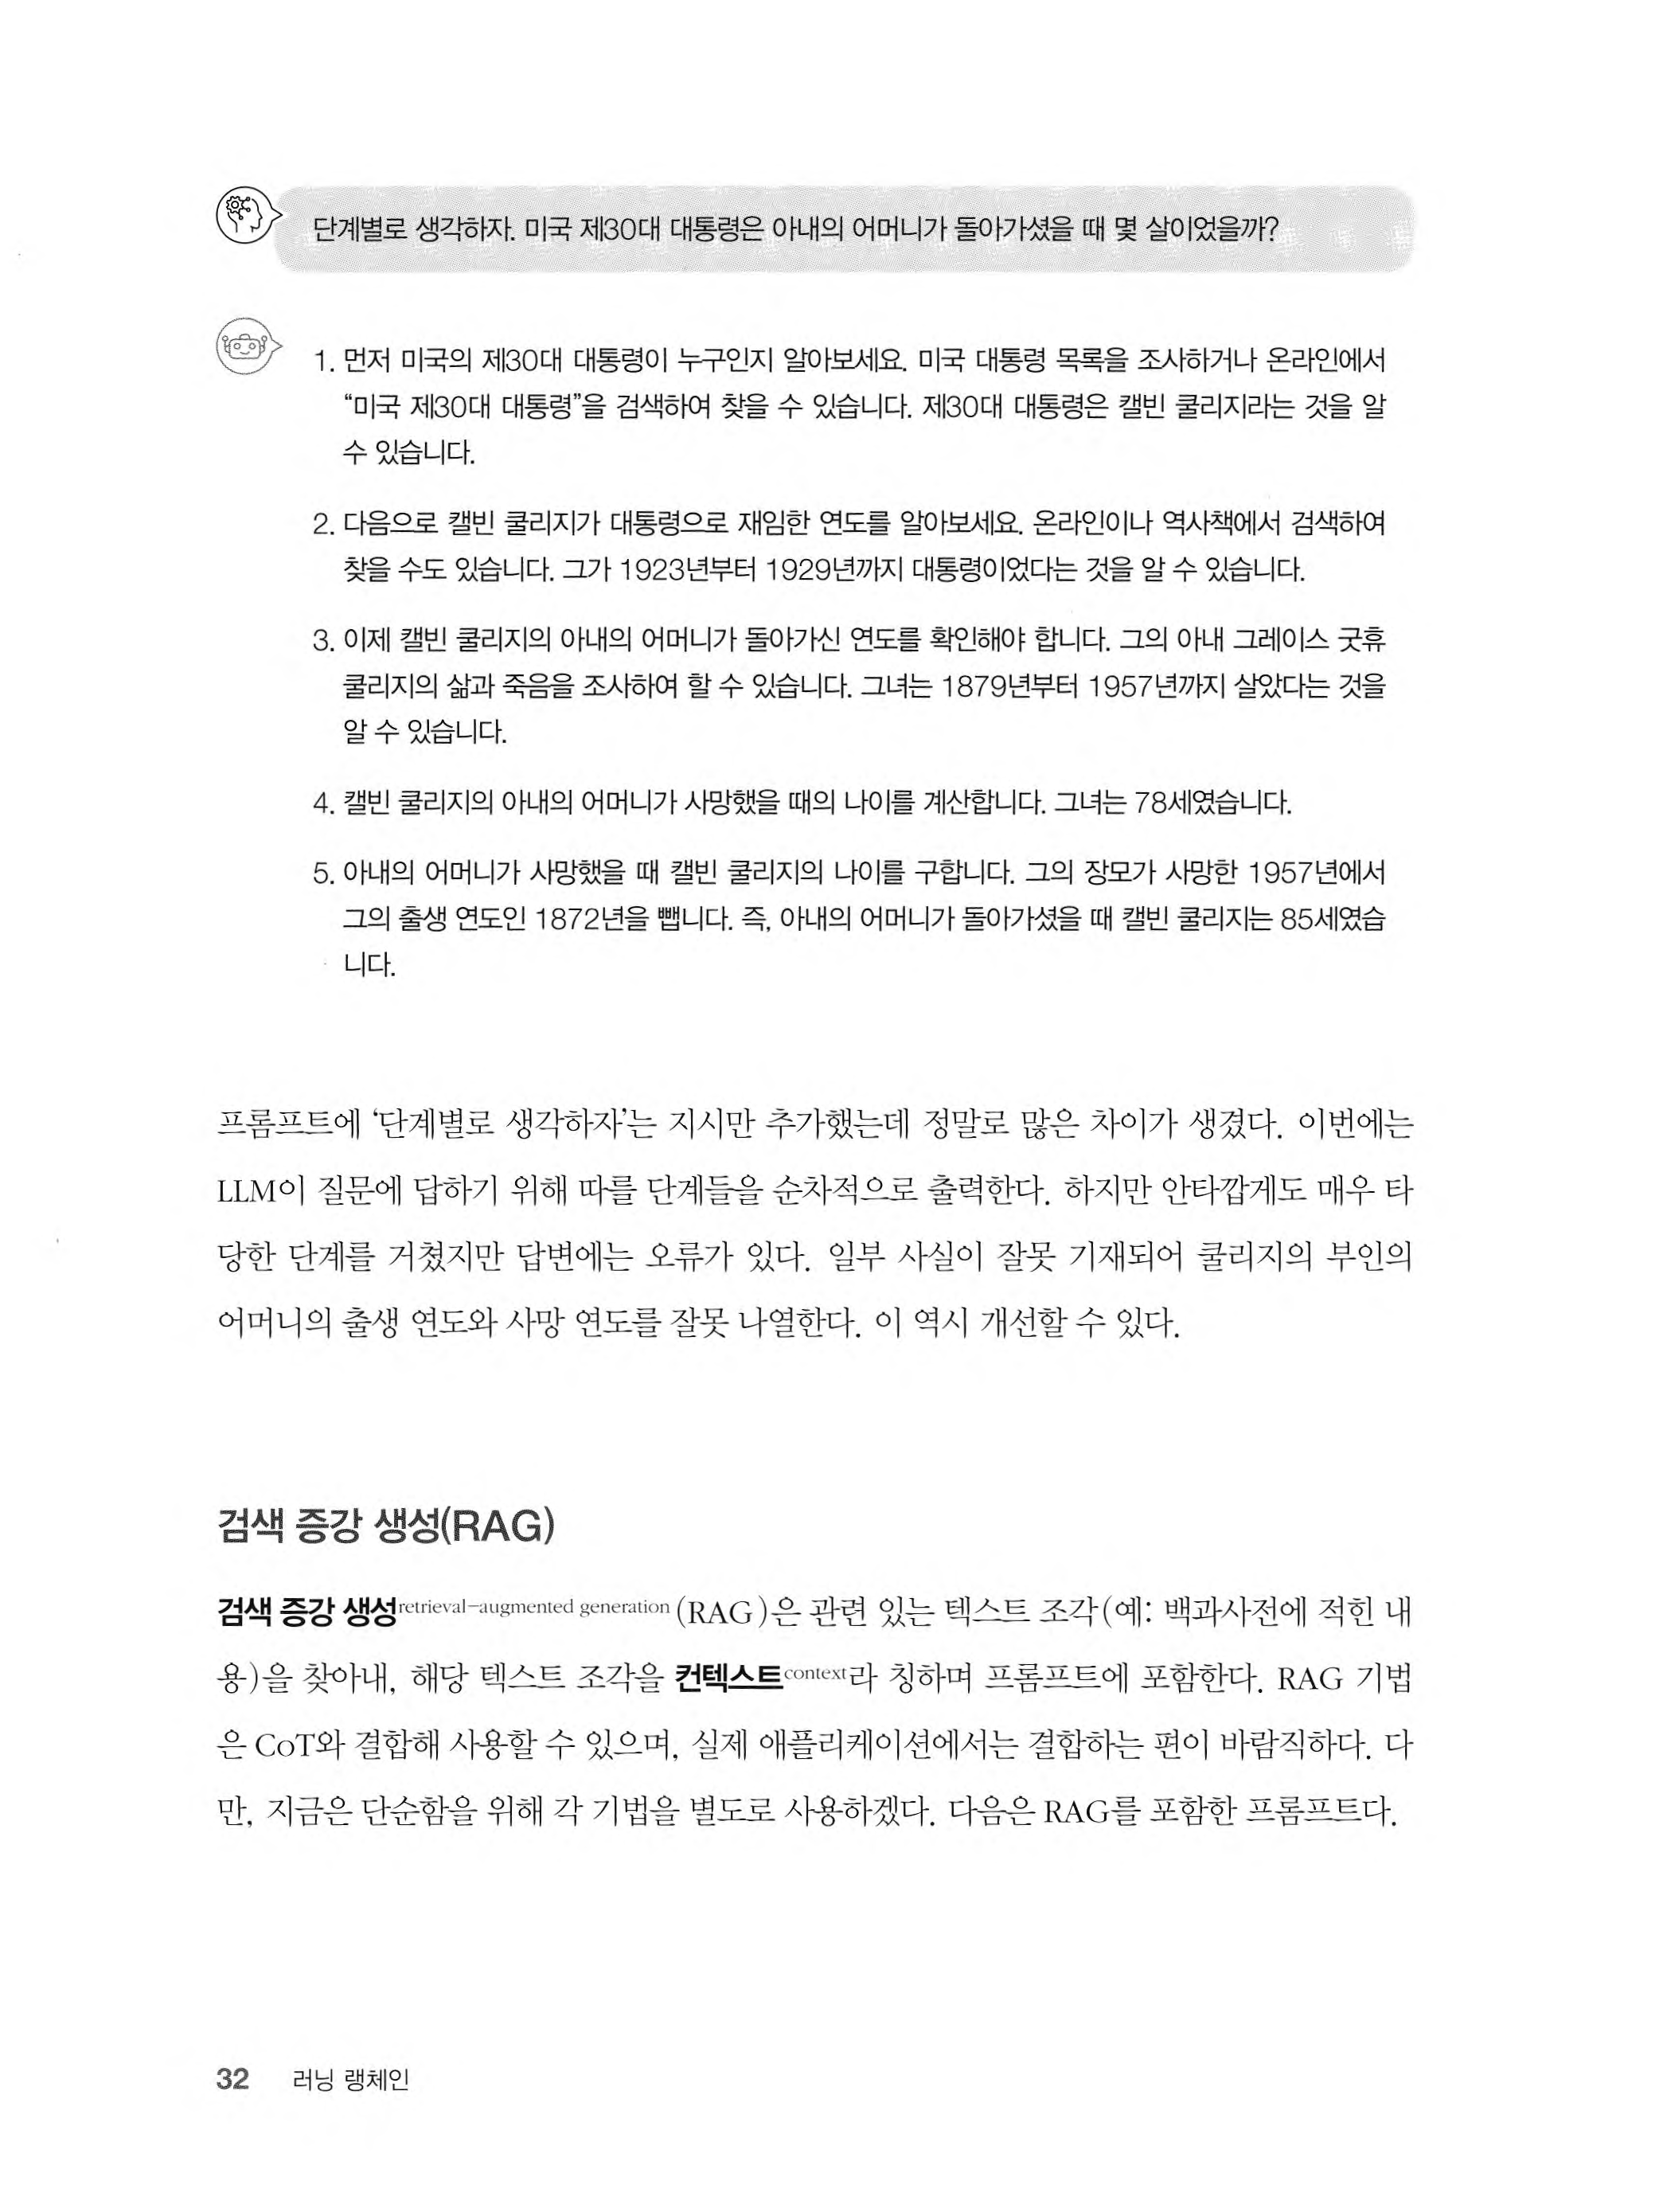 단계별로 생각하자. 미국 제30대 대통령은 아내의 어머니가 돌아가셨을 때 몇 살이었을까?
1. 먼저 미국의 제30대 대통령이 누구인지 알아보세요. 미국 대통령 목록을 조사하거나 온라인에서
“미국 제30대 대통령”을 검색하여 찾을 수 있습니다. 제30대 대통령은 캘빈 쿨리지라는 것을 알
수 있습니다.
2. 다음으로 캘빈 쿨리지가 대통령으로 재임한 연도를 알아보세요. 온라인이나 역사책에서 검색하여
찾을 수도 있습니다. 그가 1923년부터 1929년까지 대통령이었다는 것을 알 수 있습니다.
3. 이제 캘빈 쿨리지의 아내의 어머니가 돌아가신 연도를 확인해야 합니다. 그의 아내 그레이스 굿휴
쿨리지의 삶과 죽음을 조사하여 할 수 있습니다. 그녀는 1879년부터 1957년까지 살았다는 것을
알 수 있습니다.
4. 캘빈 쿨리지의 아내의 어머니가 사망했을 때의 나이를 계산합니다. 그녀는 78세였습니다.
5. 아내의 어머니가 사망했을 때 캘빈 쿨리지의 나이를 구합니다. 그의 장모가 사망한 1957년에서
그의 출생 연도인 1872년을 뺍니다. 즉, 아내의 어머니가 돌아가셨을 때 캘빈 쿨리지는 85세였습
니다.
프롬프트에 ‘단계별로 생각하자’는 지시만 추가했는데 정말로 많은 차이가 생겼다. 이번에는
LLM이 질문에 답하기 위해 따를 단계들을 순차적으로 출력한다. 하지만 안타깝게도 매우 타
당한 단계를 거쳤지만 답변에는 오류가 있다. 일부 사실이 잘못 기재되어 쿨리지의 부인의
어머니의 출생 연도와 사망 연도를 잘못 나열한다. 이 역시 개선할 수 있다.
검색 증강 생성(RAG)
검색 증강 생성retrieval-augmented generation (RAG)은 관련 있는 텍스트 조각(예: 백과사전에 적힌 내
용)을 찾아내, 해당 텍스트 조각을 컨텍스트context라 칭하며 프롬프트에 포함한다. RAG 기법
은 CoT와 결합해 사용할 수 있으며, 실제 애플리케이션에서는 결합하는 편이 바람직하다. 다
만, 지금은 단순함을 위해 각 기법을 별도로 사용하겠다. 다음은 RAG를 포함한 프롬프트다.
32 러닝 랭체인